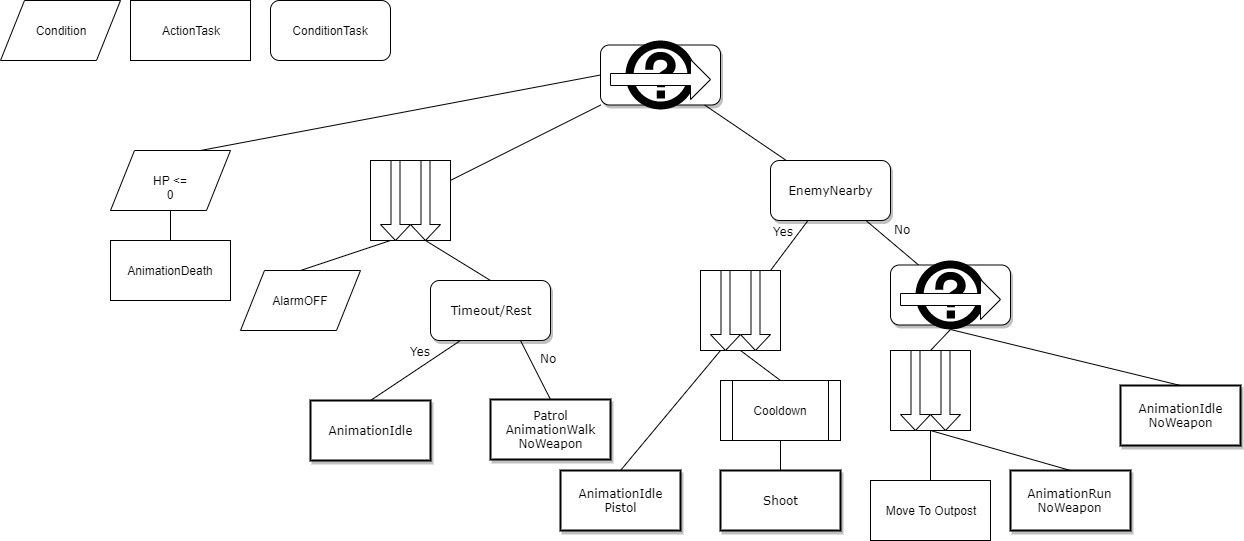 Condition
ActionTask
ConditionTask
?
HP <=
0
EnemyNearby
Yes
No
AnimationDeath
AlarmOFF
Timeout/Rest
?
Yes
No
AnimationIdle
Patrol
AnimationWalk
NoWeapon
Cooldown
AnimationIdle
NoWeapon
AnimationIdle
Pistol
Shoot
Move To Outpost
AnimationRun
NoWeapon